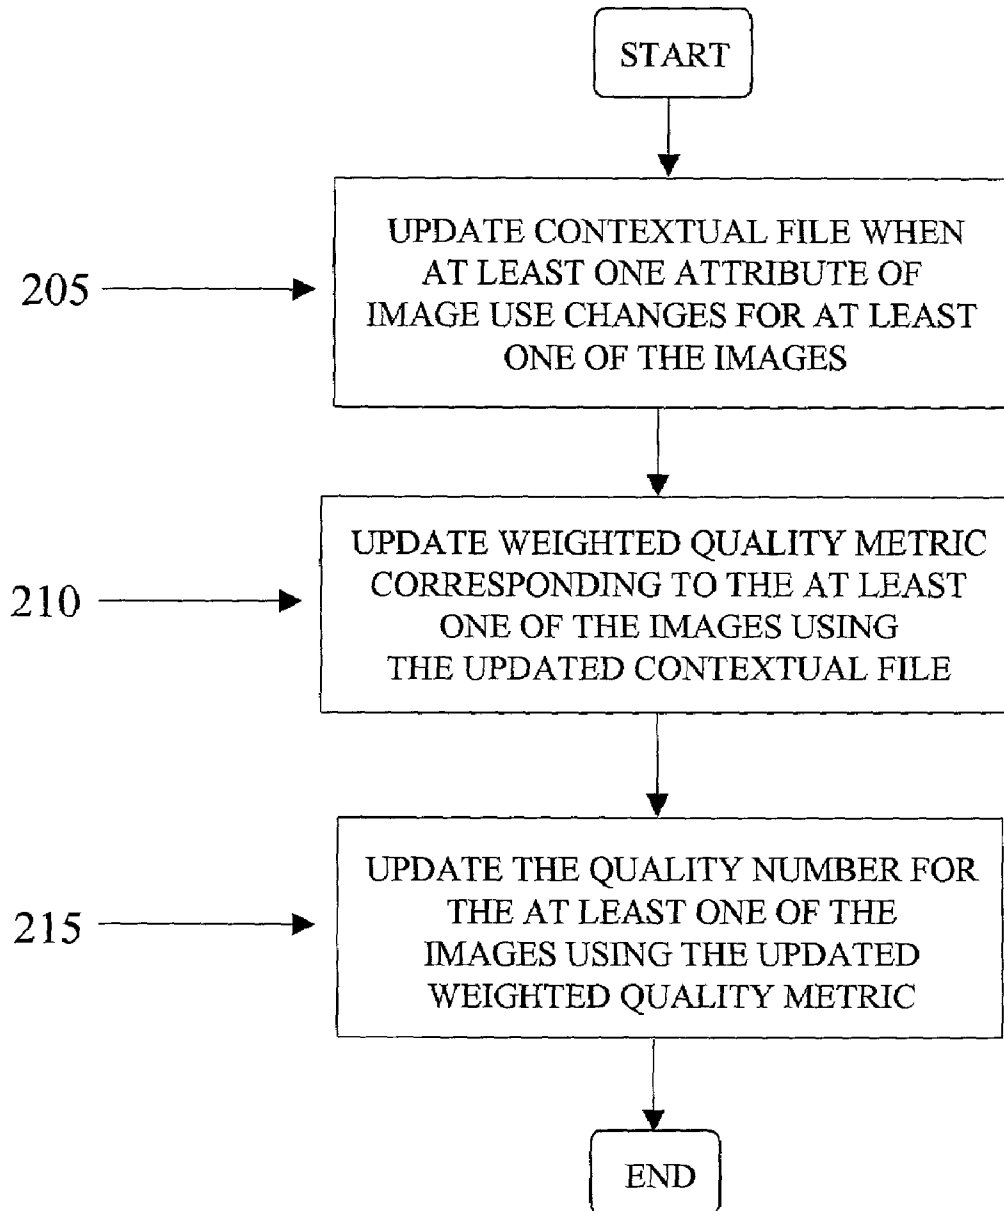 START
205
UPDATE CONTEXTUAL FILE WHEN
AT LEAST ONE ATTRIBUTE OF
IMAGE USE CHANGES FOR AT LEAST
ONE OF THE IMAGES
210
UPDATE WEIGHTED QUALITY METRIC
CORRESPONDING TO THE AT LEAST
ONE OF THE IMAGES USING
THE UPDATED CONTEXTUAL FILE
215
UPDATE THE QUALITY NUMBER FOR
THE AT LEAST ONE OF THE
IMAGES USING THE UPDATED
WEIGHTED QUALITY METRIC
END